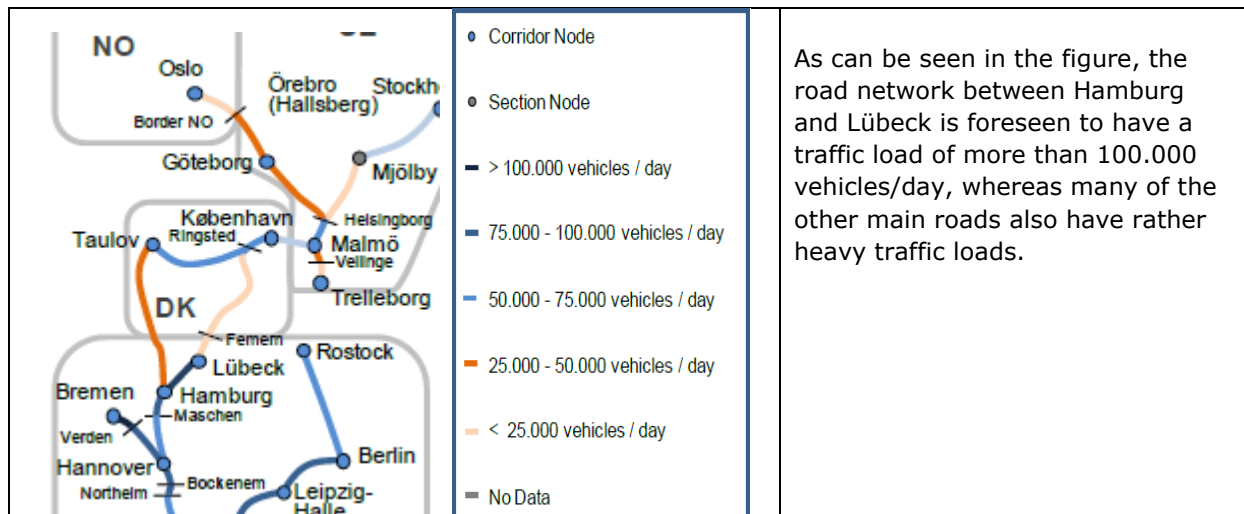 NO
Oslo
Örebro
(Hallsberg)
Border NO
Göteborg
Mjölby
København
Ringsted
Helsingborg
Taulov
Malmö
Vellinge
Trelleborg
DK
Femern
Lübeck
Rostock
Bremen
Hamburg
Maschen
Verden
Hannover
Berlin
Bockenem
Northeim
Leipzig-
Halle
Corridor Node
Section Node
> 100.000 vehicles / day
75.000 - 100.000 vehicles / day
50.000 - 75.000 vehicles / day
25.000 - 50.000 vehicles / day
< 25.000 vehicles / day
No Data
As can be seen in the figure, the
road network between Hamburg
and Lübeck is foreseen to have a
traffic load of more than 100.000
vehicles/day, whereas many of the
other main roads also have rather
heavy traffic loads.